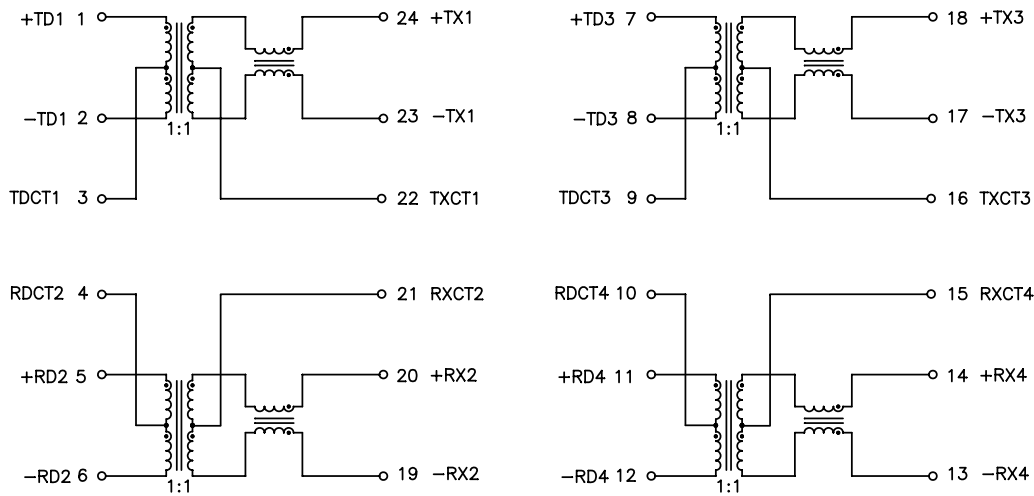 +TD1 1 24 +TX1
−TD1 2 1:1 23 −TX1
TDCT1 3 22 TXCT1
+TD3 7 18 +TX3
−TD3 8 1:1 17 −TX3
TDCT3 9 16 TXCT3
RDCT2 4 21 RXCT2
+RD2 5 20 +RX2
−RD2 6 1:1 19 −RX2
RDCT4 10 15 RXCT4
+RD4 11 14 +RX4
−RD4 12 1:1 13 −RX4